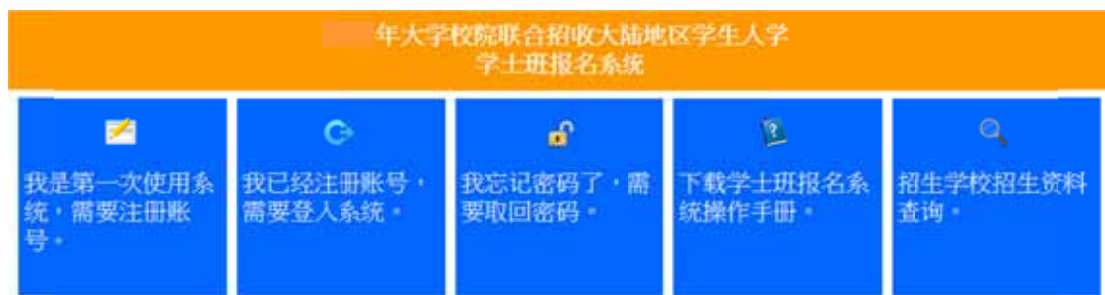 年大学校院联合招收大陆地区学生入学
学士班报名系统
我是第一次使用系
统，需要注册账
号。
我已经注册账号，
需要登入系统。
我忘记密码了，需
要取回密码。
下载学士班报名系
统操作手册。
招生学校招生资料
查询。